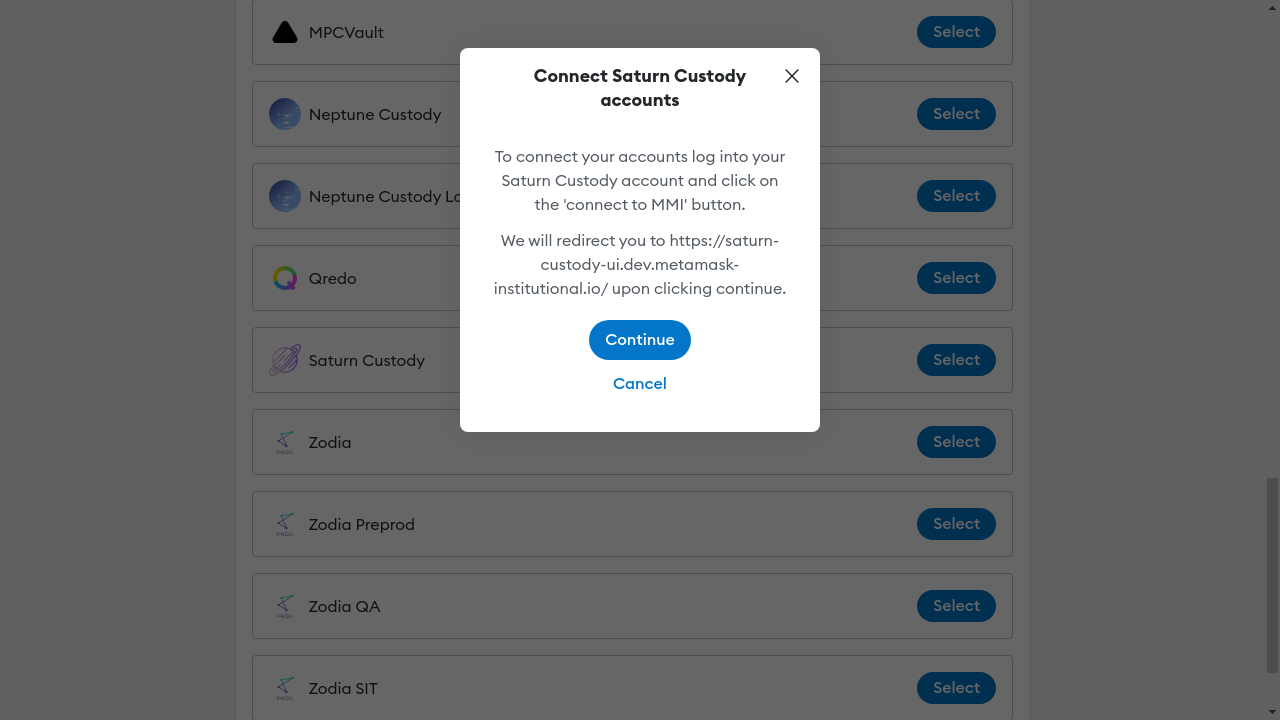 MPCVault
Select
Connect Saturn Custody
accounts
Neptune Custody
Select
To connect your accounts log into your
Saturn Custody account and click on
the 'connect to MMI' button.
Neptune Custody Lo
Select
We will redirect you to https://saturn-
custody-ui.dev.metamask-
institutional.io/ upon clicking continue.
Qredo
Select
Continue
Saturn Custody
Select
Cancel
Zodia
Select
Zodia Preprod
Select
Zodia QA
Select
Zodia SIT
Select